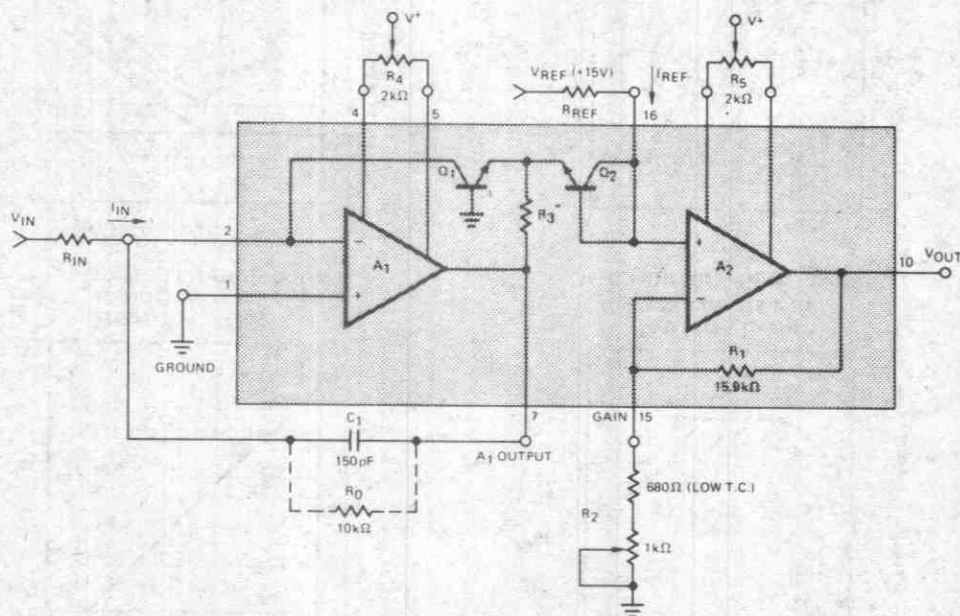 V+
R4
2kΩ
4
5
VREF (+15V)
RREF
IREF
16
V+
R5
2kΩ
Q1
Q2
R3
VIN
RIN
IIN
2
−
A1
+
1
GROUND
+
A2
−
10
VOUT
R1
15.9kΩ
7
GAIN 15
C1
150pF
A1 OUTPUT
R0
10kΩ
680Ω (LOW T.C.)
R2
1kΩ